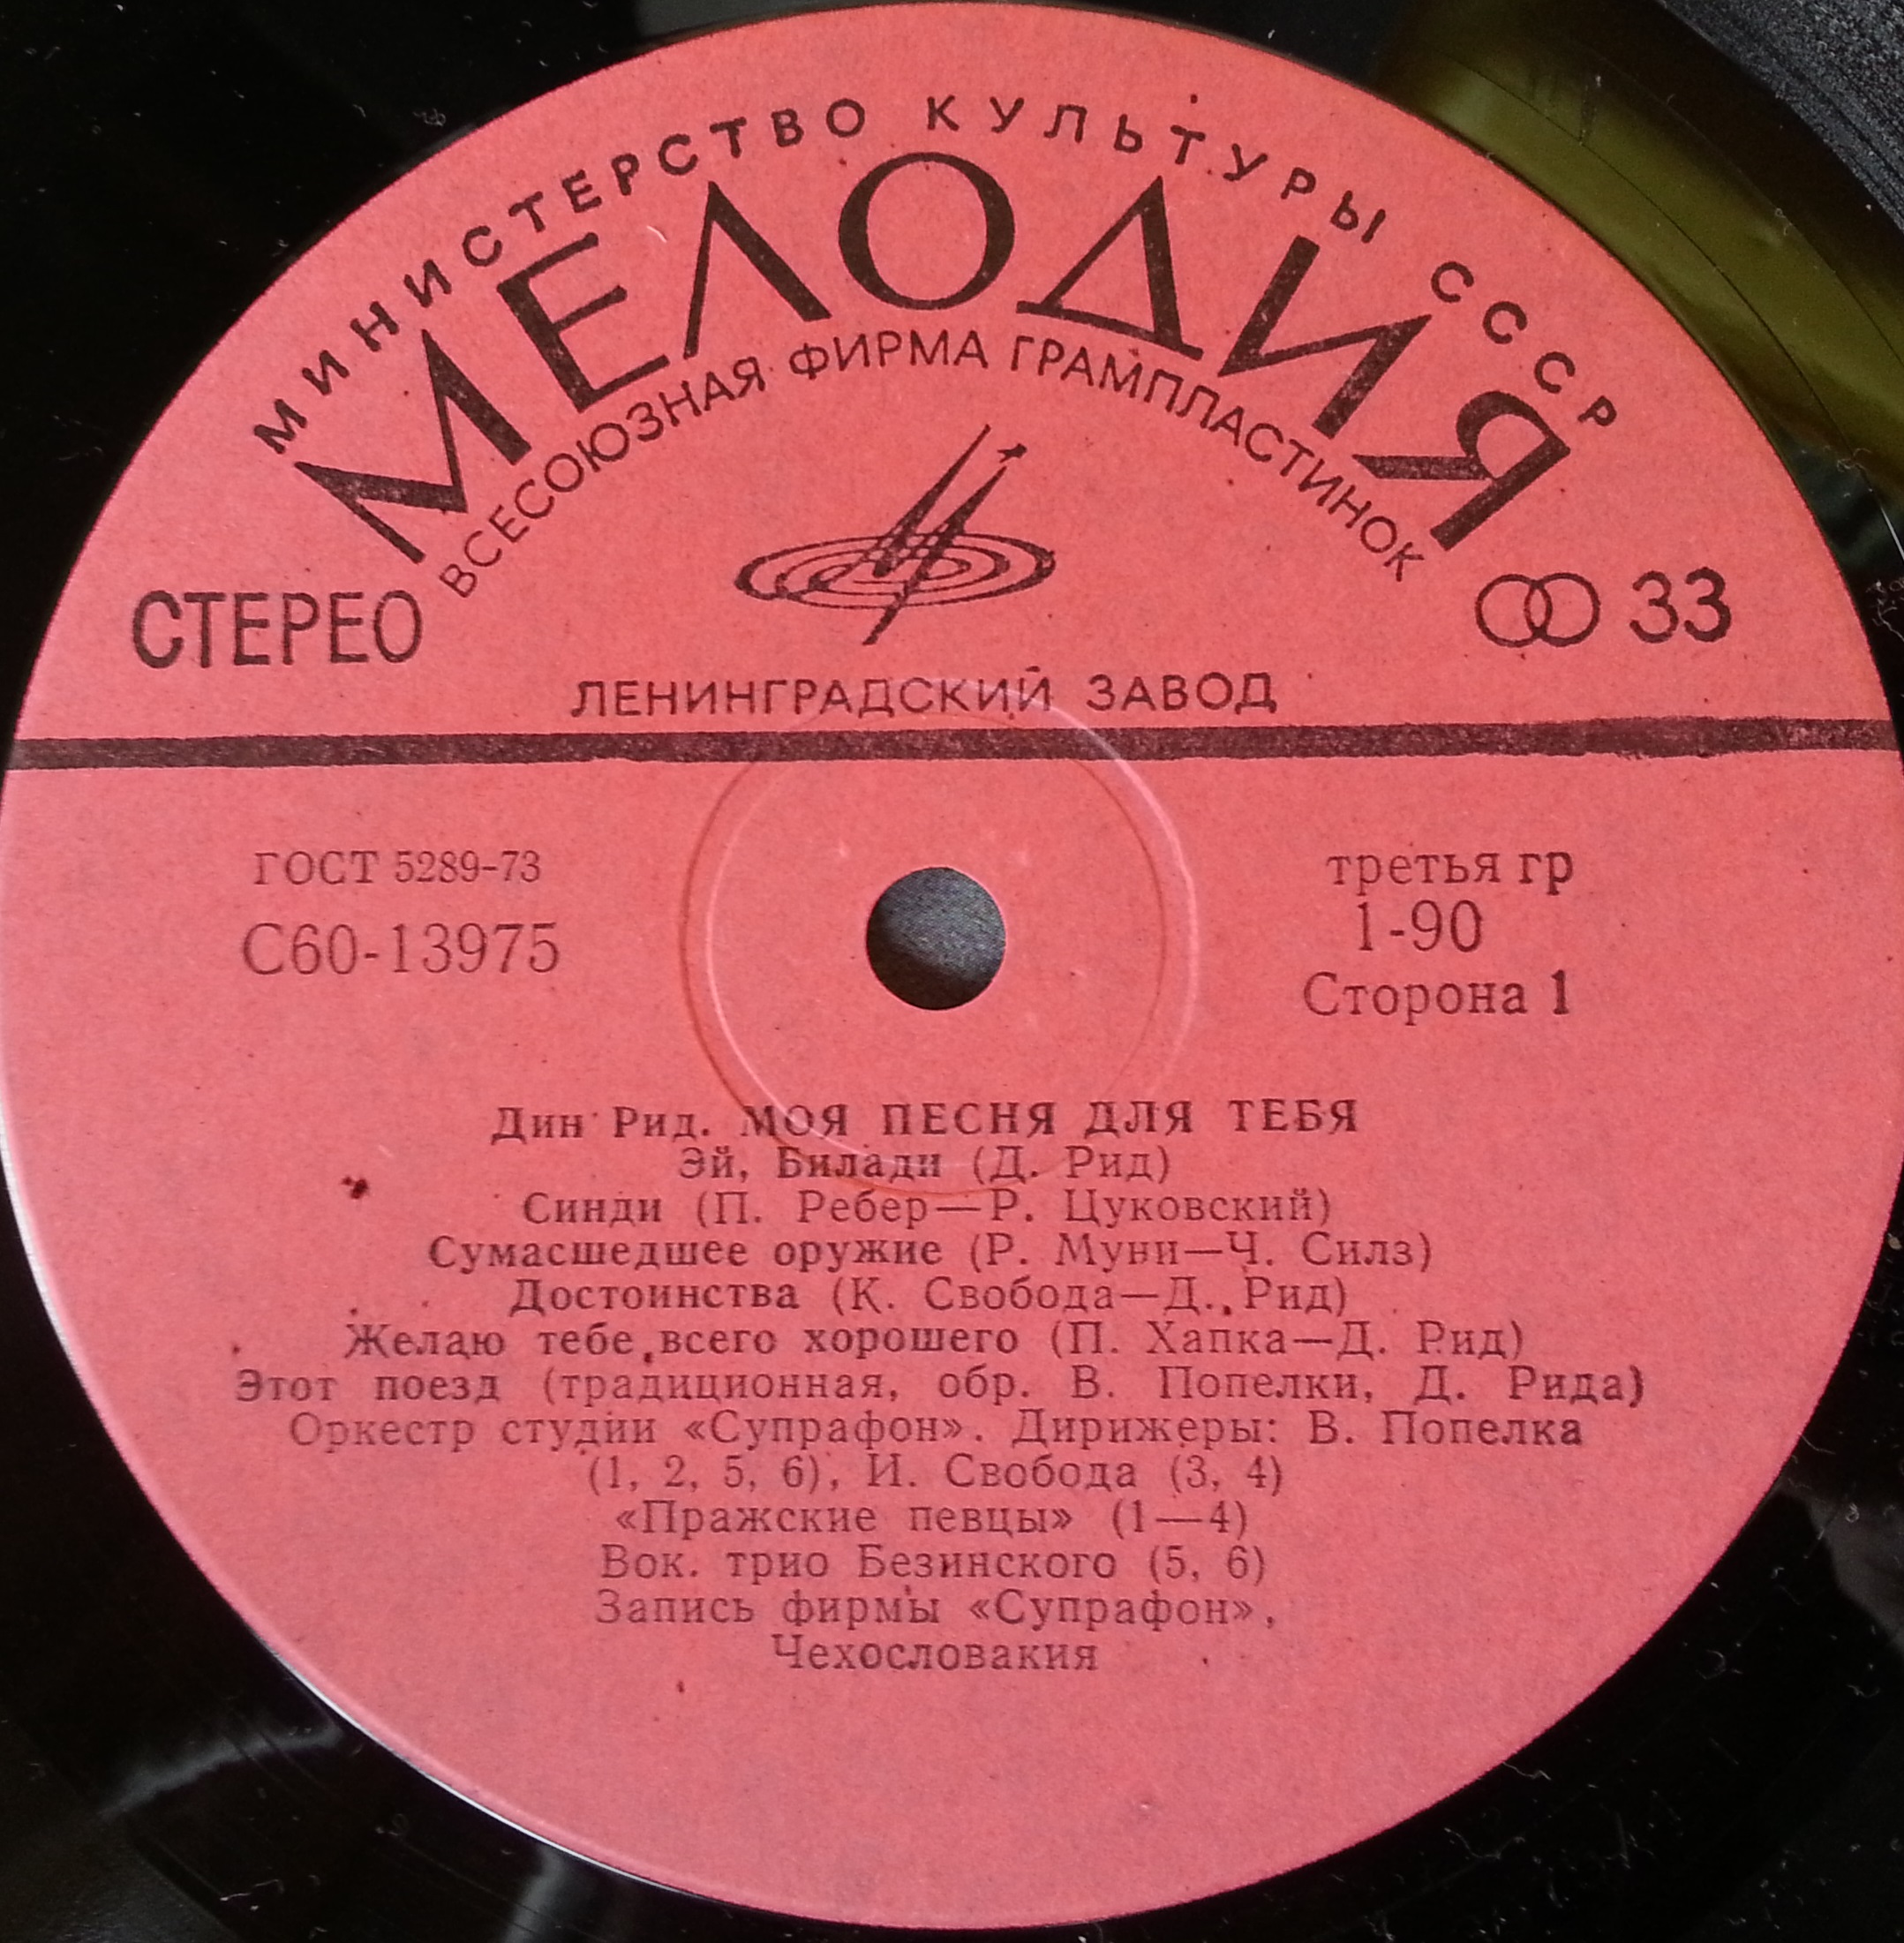 МИНИСТЕРСТВО КУЛЬТУРЫ СССР
МЕЛОДИЯ
ВСЕСОЮЗНАЯ ФИРМА ГРАМПЛАСТИНОК
СТЕРЕО
33
ЛЕНИНГРАДСКИЙ ЗАВОД
ГОСТ 5289-73
С60-13975
третья гр
1-90
Сторона 1
Дин Рид. МОЯ ПЕСНЯ ДЛЯ ТЕБЯ
Эй, Билади (Д. Рид)
Синди (П. Ребер—Р. Цуковский)
Сумасшедшее оружие (Р. Муни—Ч. Силз)
Достоинства (К. Свобода—Д. Рид)
Желаю тебе всего хорошего (П. Хапка—Д. Рид)
Этот поезд (традиционная, обр. В. Попелки, Д. Рида)
Оркестр студии «Супрафон». Дирижеры: В. Попелка
(1, 2, 5, 6), И. Свобода (3, 4)
«Пражские певцы» (1—4)
Вок. трио Безинского (5, 6)
Запись фирмы «Супрафон»,
Чехословакия